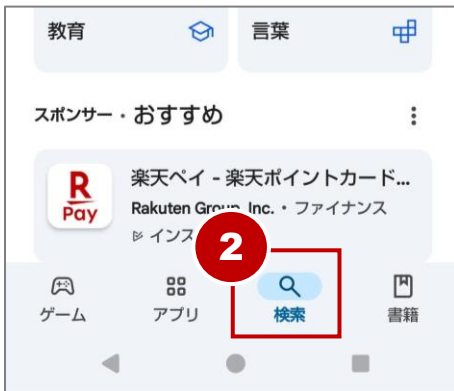 教育 言葉
スポンサー・おすすめ
R
Pay
楽天ペイ - 楽天ポイントカード...
Rakuten Group, Inc.・ファイナンス
インス
2
ゲーム アプリ 検索 書籍